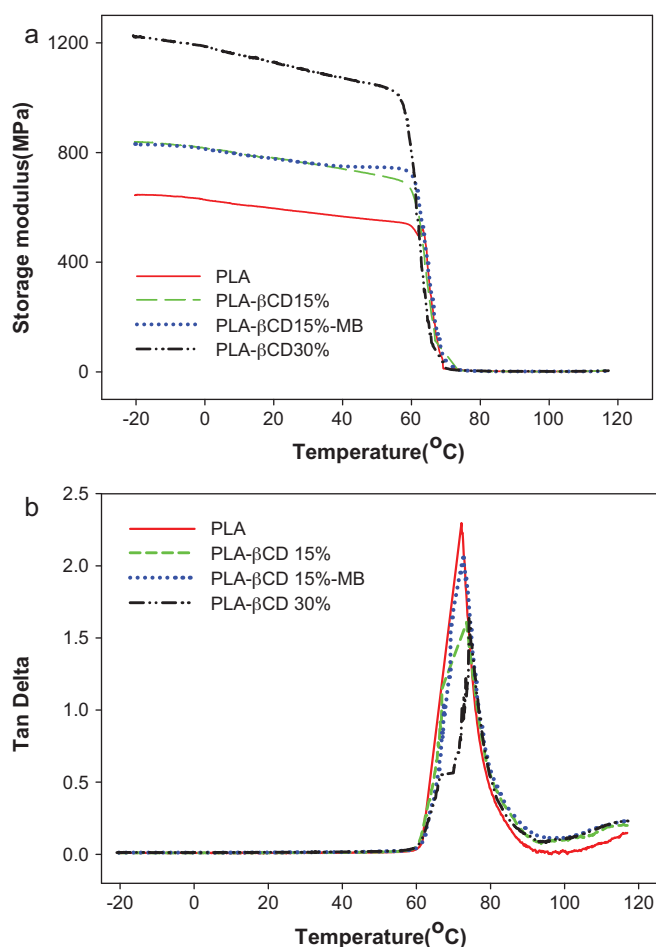 a
1200
800
400
0
Storage modulus(MPa)
PLA
PLA-βCD15%
PLA-βCD15%-MB
PLA-βCD30%
-20 0 20 40 60 80 100 120
Temperature(°C)
b
2.5
2.0
1.5
1.0
0.5
0.0
Tan Delta
PLA
PLA-βCD 15%
PLA-βCD 15%-MB
PLA-βCD 30%
-20 0 20 40 60 80 100 120
Temperature(°C)